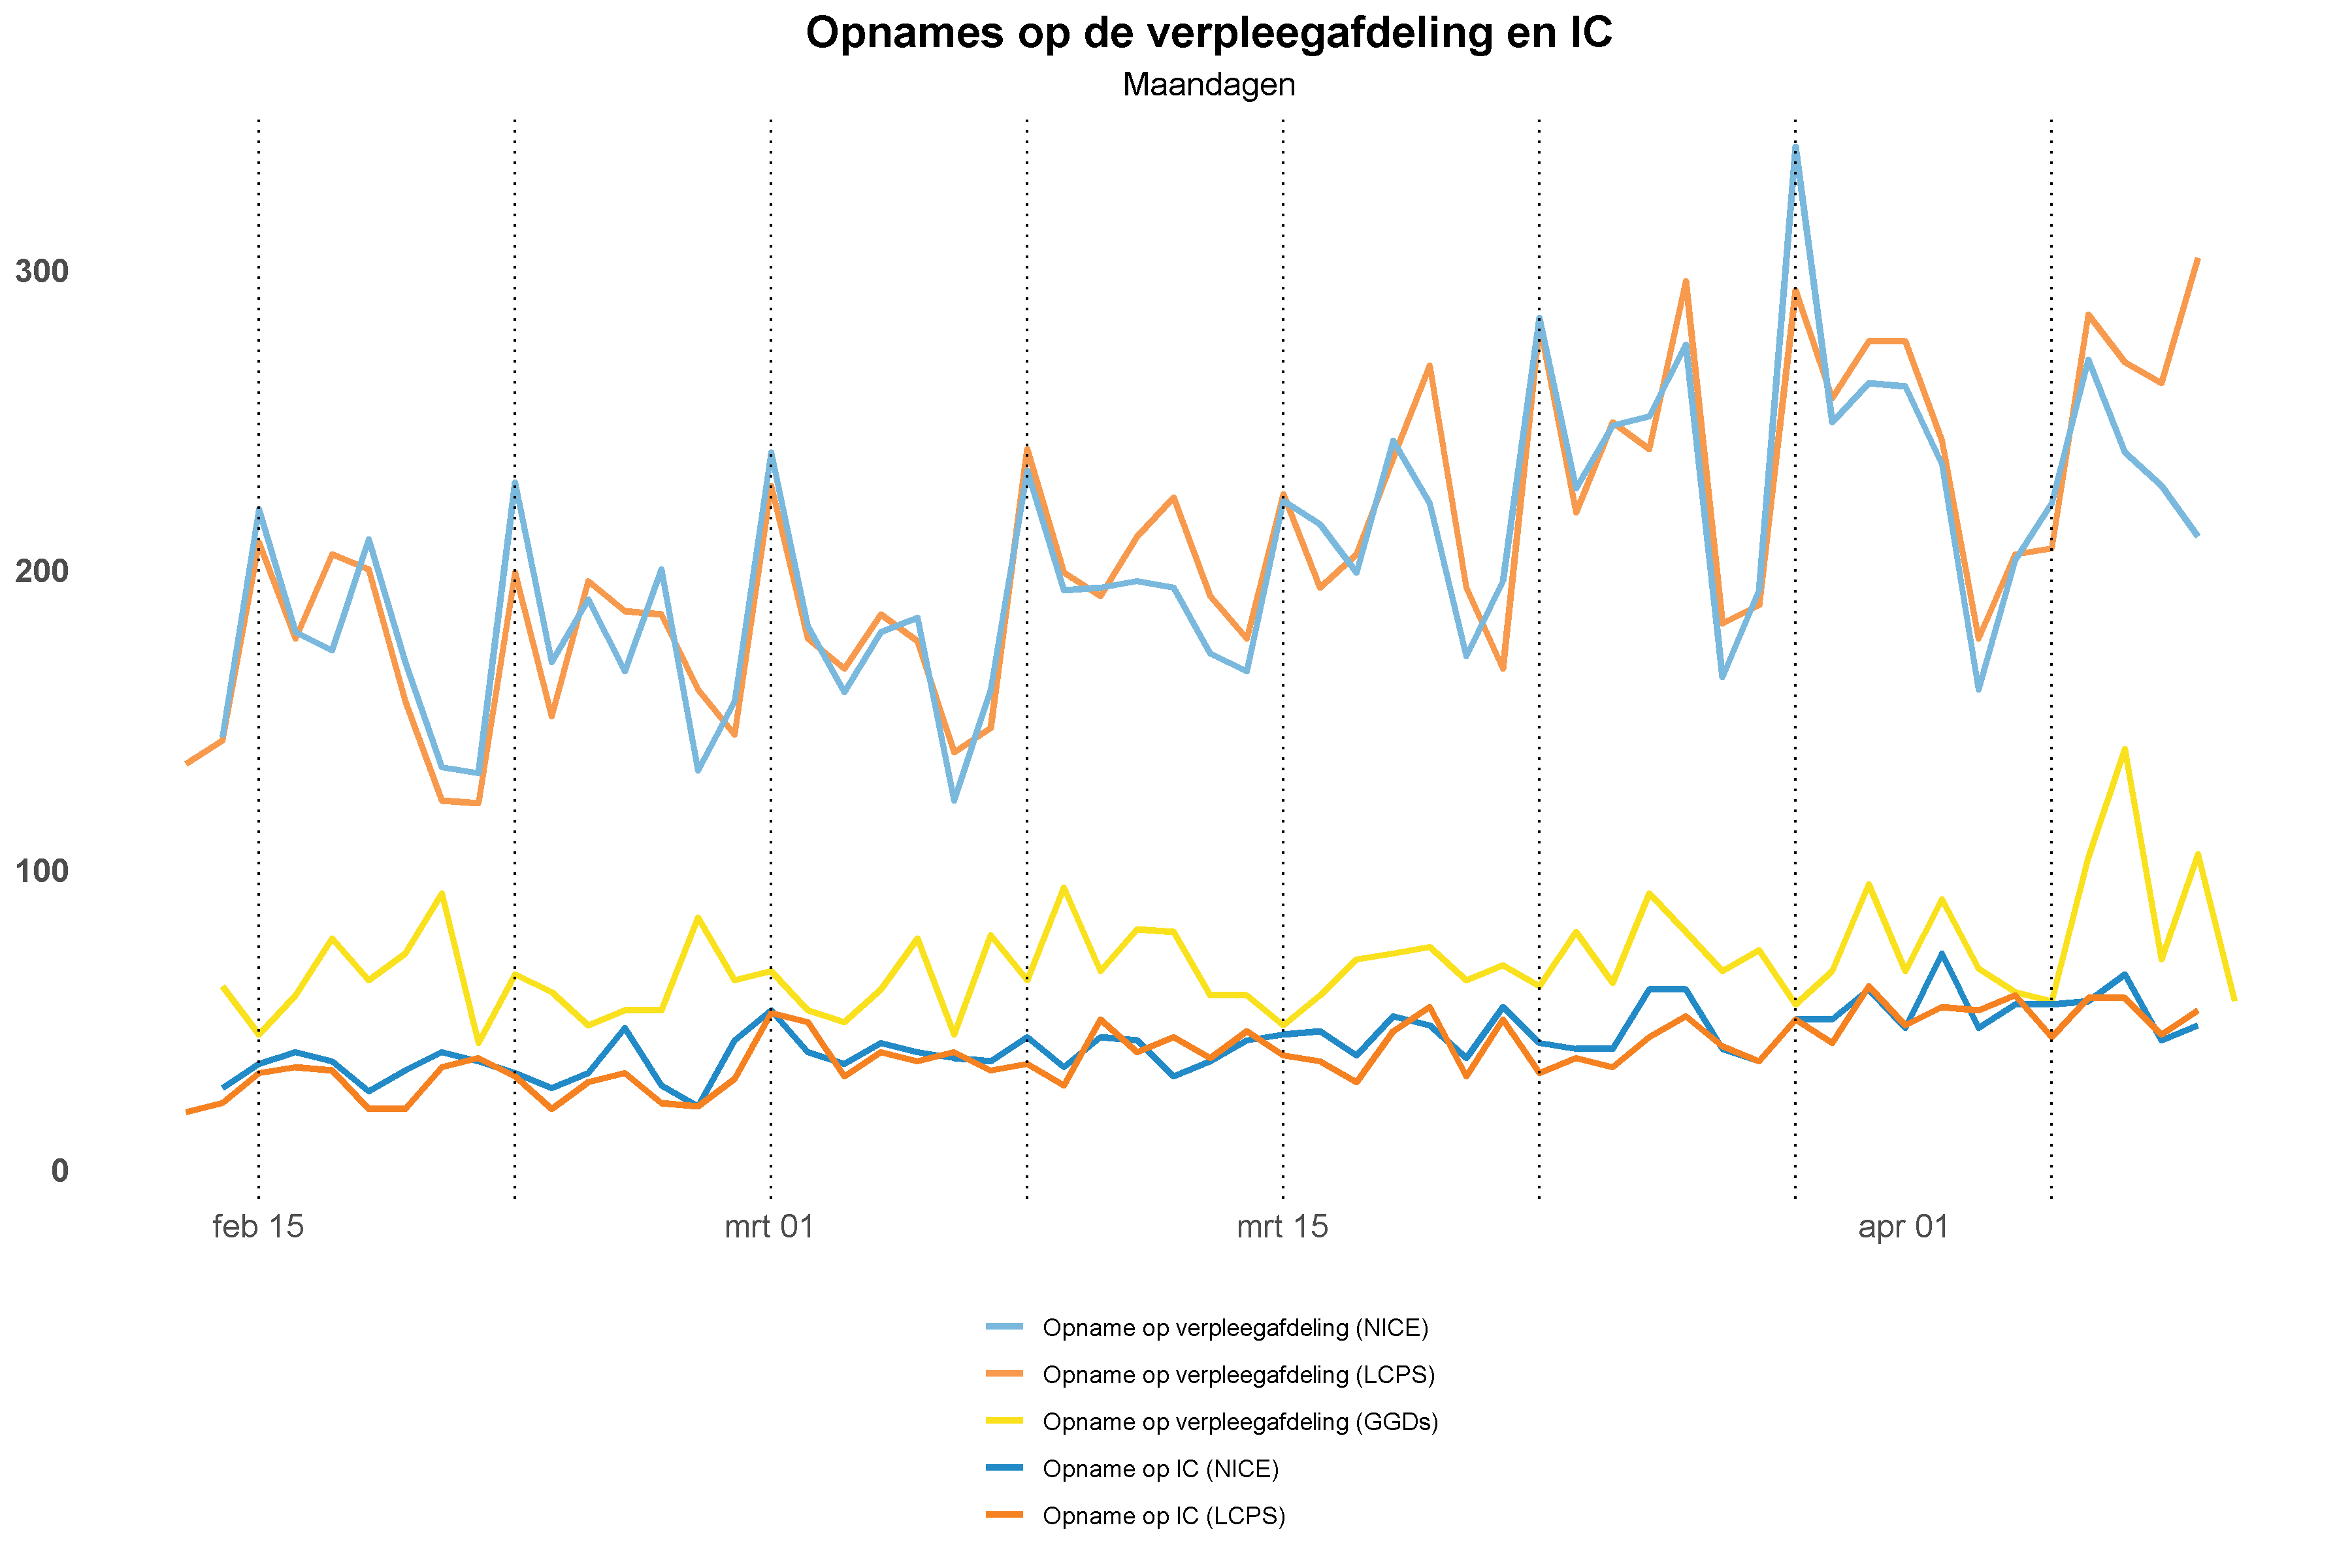 Opnames op de verpleegafdeling en IC
Maandagen
300
200
100
0
feb 15
mrt 01
mrt 15
apr 01
Opname op verpleegafdeling (NICE)
Opname op verpleegafdeling (LCPS)
Opname op verpleegafdeling (GGDs)
Opname op IC (NICE)
Opname op IC (LCPS)